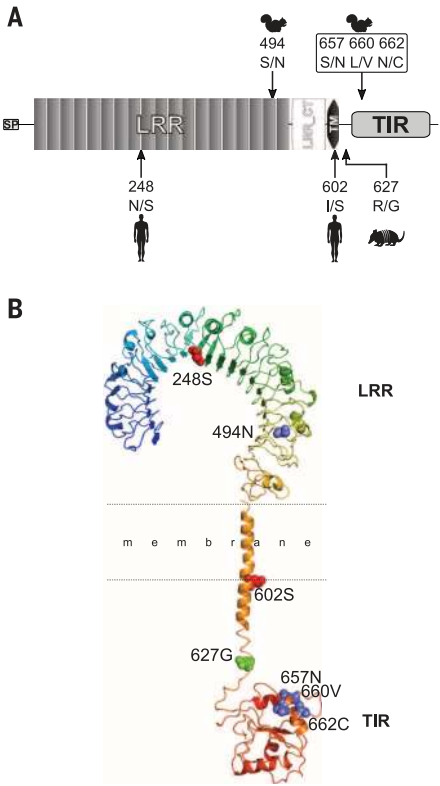 A
494
S/N
657 660 662
S/N L/V N/C
SP
LRR
LRR_CT
TM
TIR
248
N/S
602
I/S
627
R/G
B
248S
LRR
494N
membrane
602S
627G
657N
660V
662C
TIR